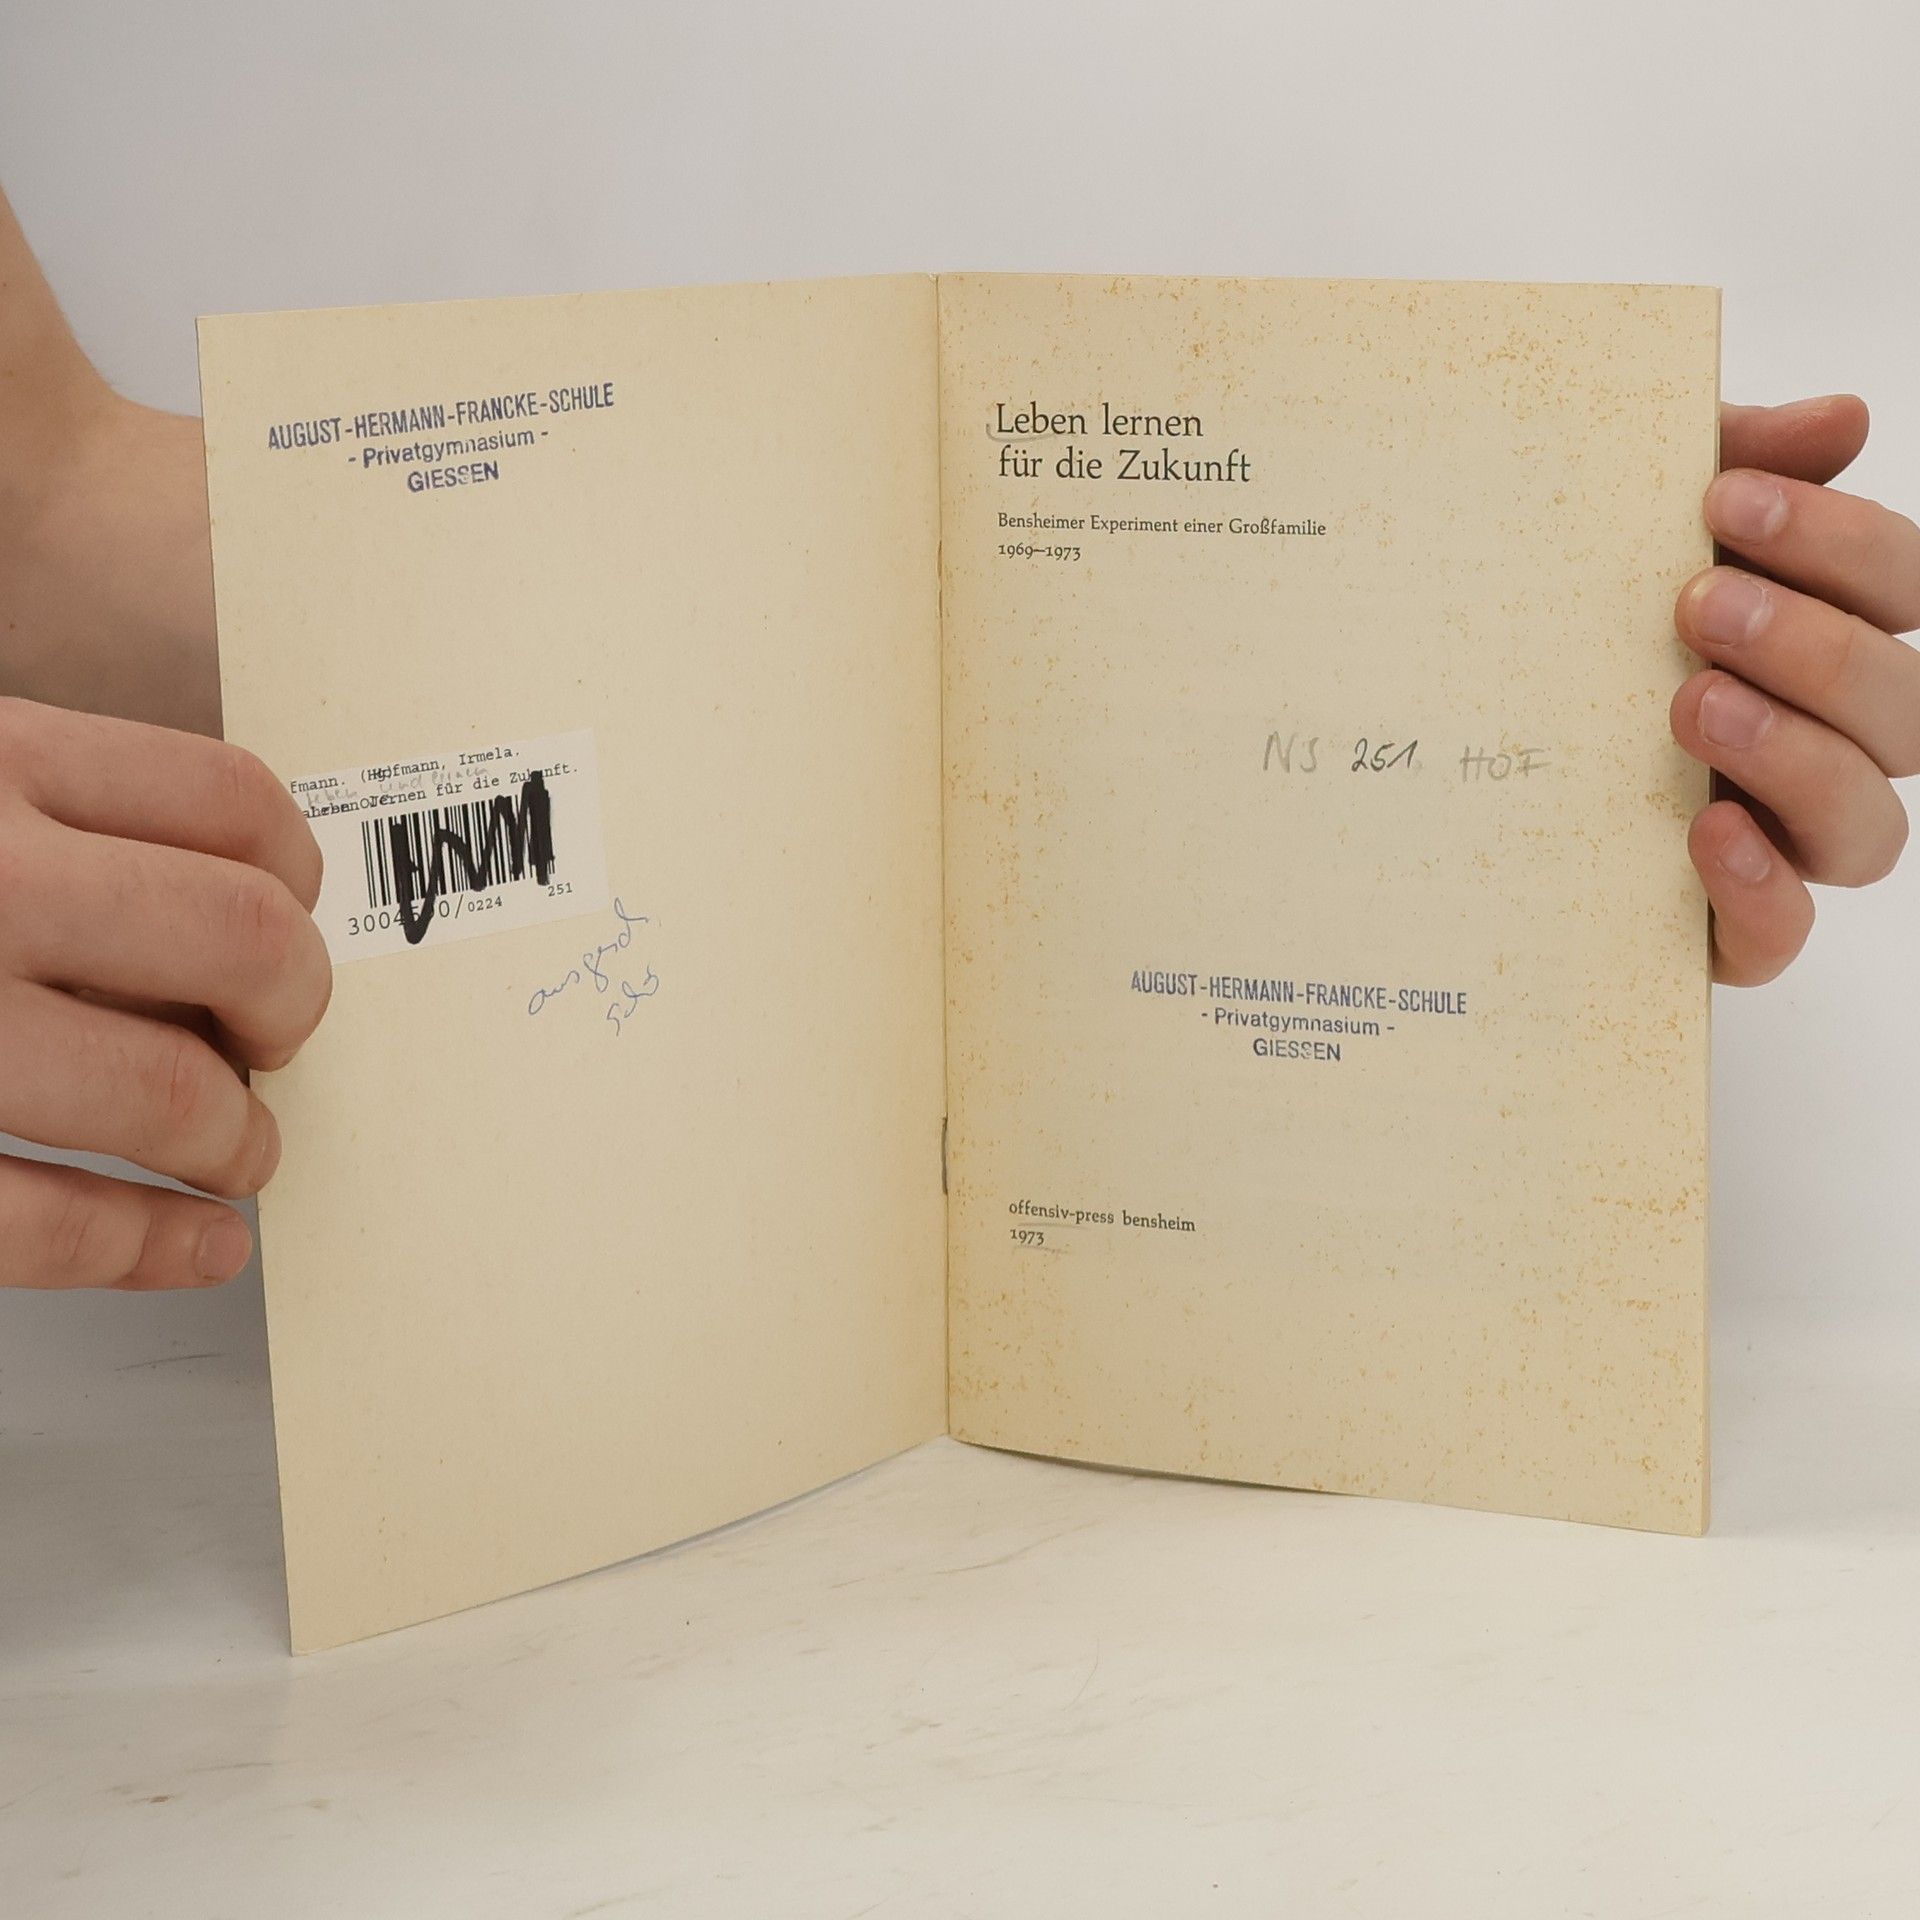 AUGUST-HERMANN-FRANCKE-SCHULE
- Privatgymnasium -
GIESSEN
fmann, Irmela.
Lernen für die Zukunft.
251
0224
Leben lernen
für die Zukunft
Bensheimer Experiment einer Großfamilie
1969–1973
NS 251 HOF
AUGUST-HERMANN-FRANCKE-SCHULE
- Privatgymnasium -
GIESSEN
offensiv-press bensheim
1973